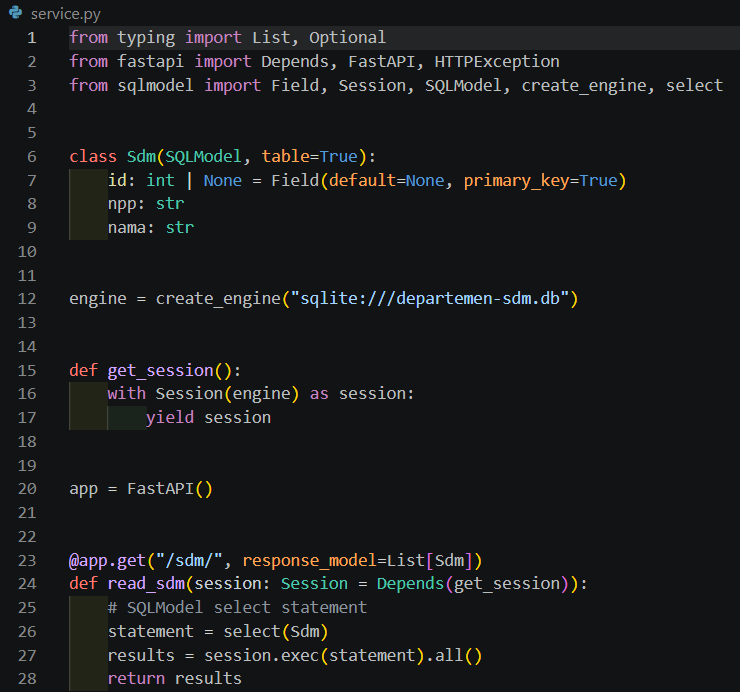 service.py
1 from typing import List, Optional
2 from fastapi import Depends, FastAPI, HTTPException
3 from sqlmodel import Field, Session, SQLModel, create_engine, select
4
5
6 class Sdm(SQLModel, table=True):
7     id: int | None = Field(default=None, primary_key=True)
8     npp: str
9     nama: str
10
11
12 engine = create_engine("sqlite:///departemen-sdm.db")
13
14
15 def get_session():
16     with Session(engine) as session:
17         yield session
18
19
20 app = FastAPI()
21
22
23 @app.get("/sdm/", response_model=List[Sdm])
24 def read_sdm(session: Session = Depends(get_session)):
25     # SQLModel select statement
26     statement = select(Sdm)
27     results = session.exec(statement).all()
28     return results